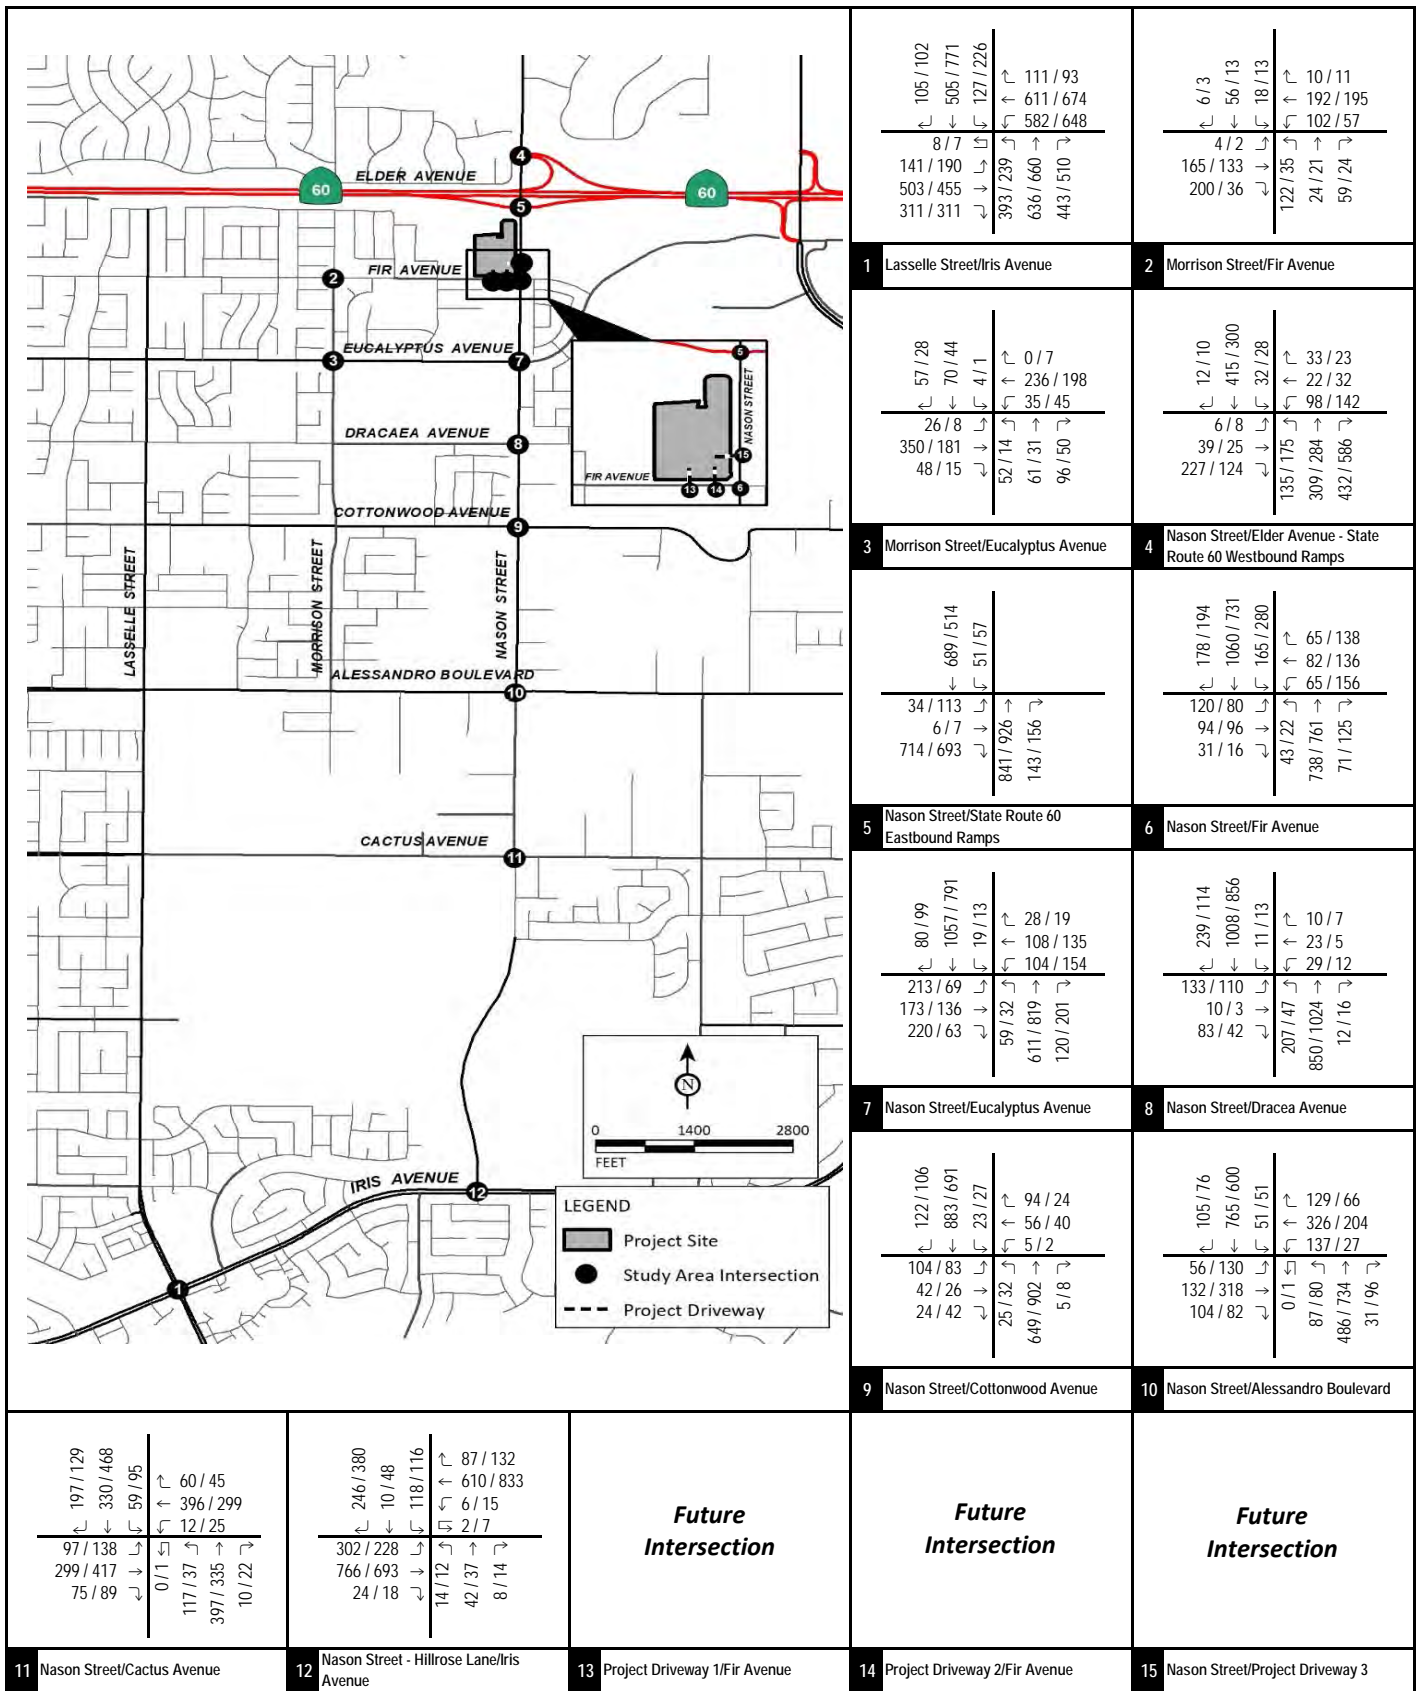 ELDER AVENUE
60
60
FIR AVENUE
EUCALYPTUS AVENUE
DRACAEA AVENUE
COTTONWOOD AVENUE
LASSELLE STREET
MORRISON STREET
NASON STREET
ALESSANDRO BOULEVARD
CACTUS AVENUE
IRIS AVENUE
4
5
2
3
7
8
9
10
11
12
1
5
NASON STREET
15
FIR AVENUE
13
14
6
N
0 1400 2800
FEET
LEGEND
Project Site
Study Area Intersection
Project Driveway
105 / 102
505 / 771
127 / 226
111 / 93
611 / 674
582 / 648
8 / 7
141 / 190
503 / 455
311 / 311
393 / 239
636 / 660
443 / 510
1 Lasselle Street/Iris Avenue
6 / 3
56 / 13
18 / 13
10 / 11
192 / 195
102 / 57
4 / 2
165 / 133
200 / 36
122 / 35
24 / 21
59 / 24
2 Morrison Street/Fir Avenue
57 / 28
70 / 44
4 / 1
0 / 7
236 / 198
35 / 45
26 / 8
350 / 181
48 / 15
52 / 14
61 / 31
96 / 50
3 Morrison Street/Eucalyptus Avenue
12 / 10
415 / 300
32 / 28
33 / 23
22 / 32
98 / 142
6 / 8
39 / 25
227 / 124
135 / 175
309 / 284
432 / 586
4 Nason Street/Elder Avenue - State
Route 60 Westbound Ramps
689 / 514
51 / 57
34 / 113
6 / 7
714 / 693
841 / 926
143 / 156
5 Nason Street/State Route 60
Eastbound Ramps
178 / 194
1060 / 731
165 / 280
65 / 138
82 / 136
65 / 156
120 / 80
94 / 96
31 / 16
43 / 22
738 / 761
71 / 125
6 Nason Street/Fir Avenue
80 / 99
1057 / 791
19 / 13
28 / 19
108 / 135
104 / 154
213 / 69
173 / 136
220 / 63
59 / 32
611 / 819
120 / 201
7 Nason Street/Eucalyptus Avenue
239 / 114
1008 / 856
11 / 13
10 / 7
23 / 5
29 / 12
133 / 110
10 / 3
83 / 42
207 / 47
850 / 1024
12 / 16
8 Nason Street/Dracea Avenue
122 / 106
883 / 691
23 / 27
94 / 24
56 / 40
5 / 2
104 / 83
42 / 26
24 / 42
25 / 32
649 / 902
5 / 8
9 Nason Street/Cottonwood Avenue
105 / 76
765 / 600
51 / 51
129 / 66
326 / 204
137 / 27
56 / 130
132 / 318
104 / 82
0 / 1
87 / 80
486 / 734
31 / 96
10 Nason Street/Alessandro Boulevard
197 / 129
330 / 468
59 / 95
60 / 45
396 / 299
12 / 25
97 / 138
299 / 417
75 / 89
0 / 1
117 / 37
397 / 335
10 / 22
11 Nason Street/Cactus Avenue
246 / 380
10 / 48
118 / 116
87 / 132
610 / 833
6 / 15
2 / 7
302 / 228
766 / 693
24 / 18
14 / 12
42 / 37
8 / 14
12 Nason Street - Hillrose Lane/Iris
Avenue
Future
Intersection
13 Project Driveway 1/Fir Avenue
Future
Intersection
14 Project Driveway 2/Fir Avenue
Future
Intersection
15 Nason Street/Project Driveway 3